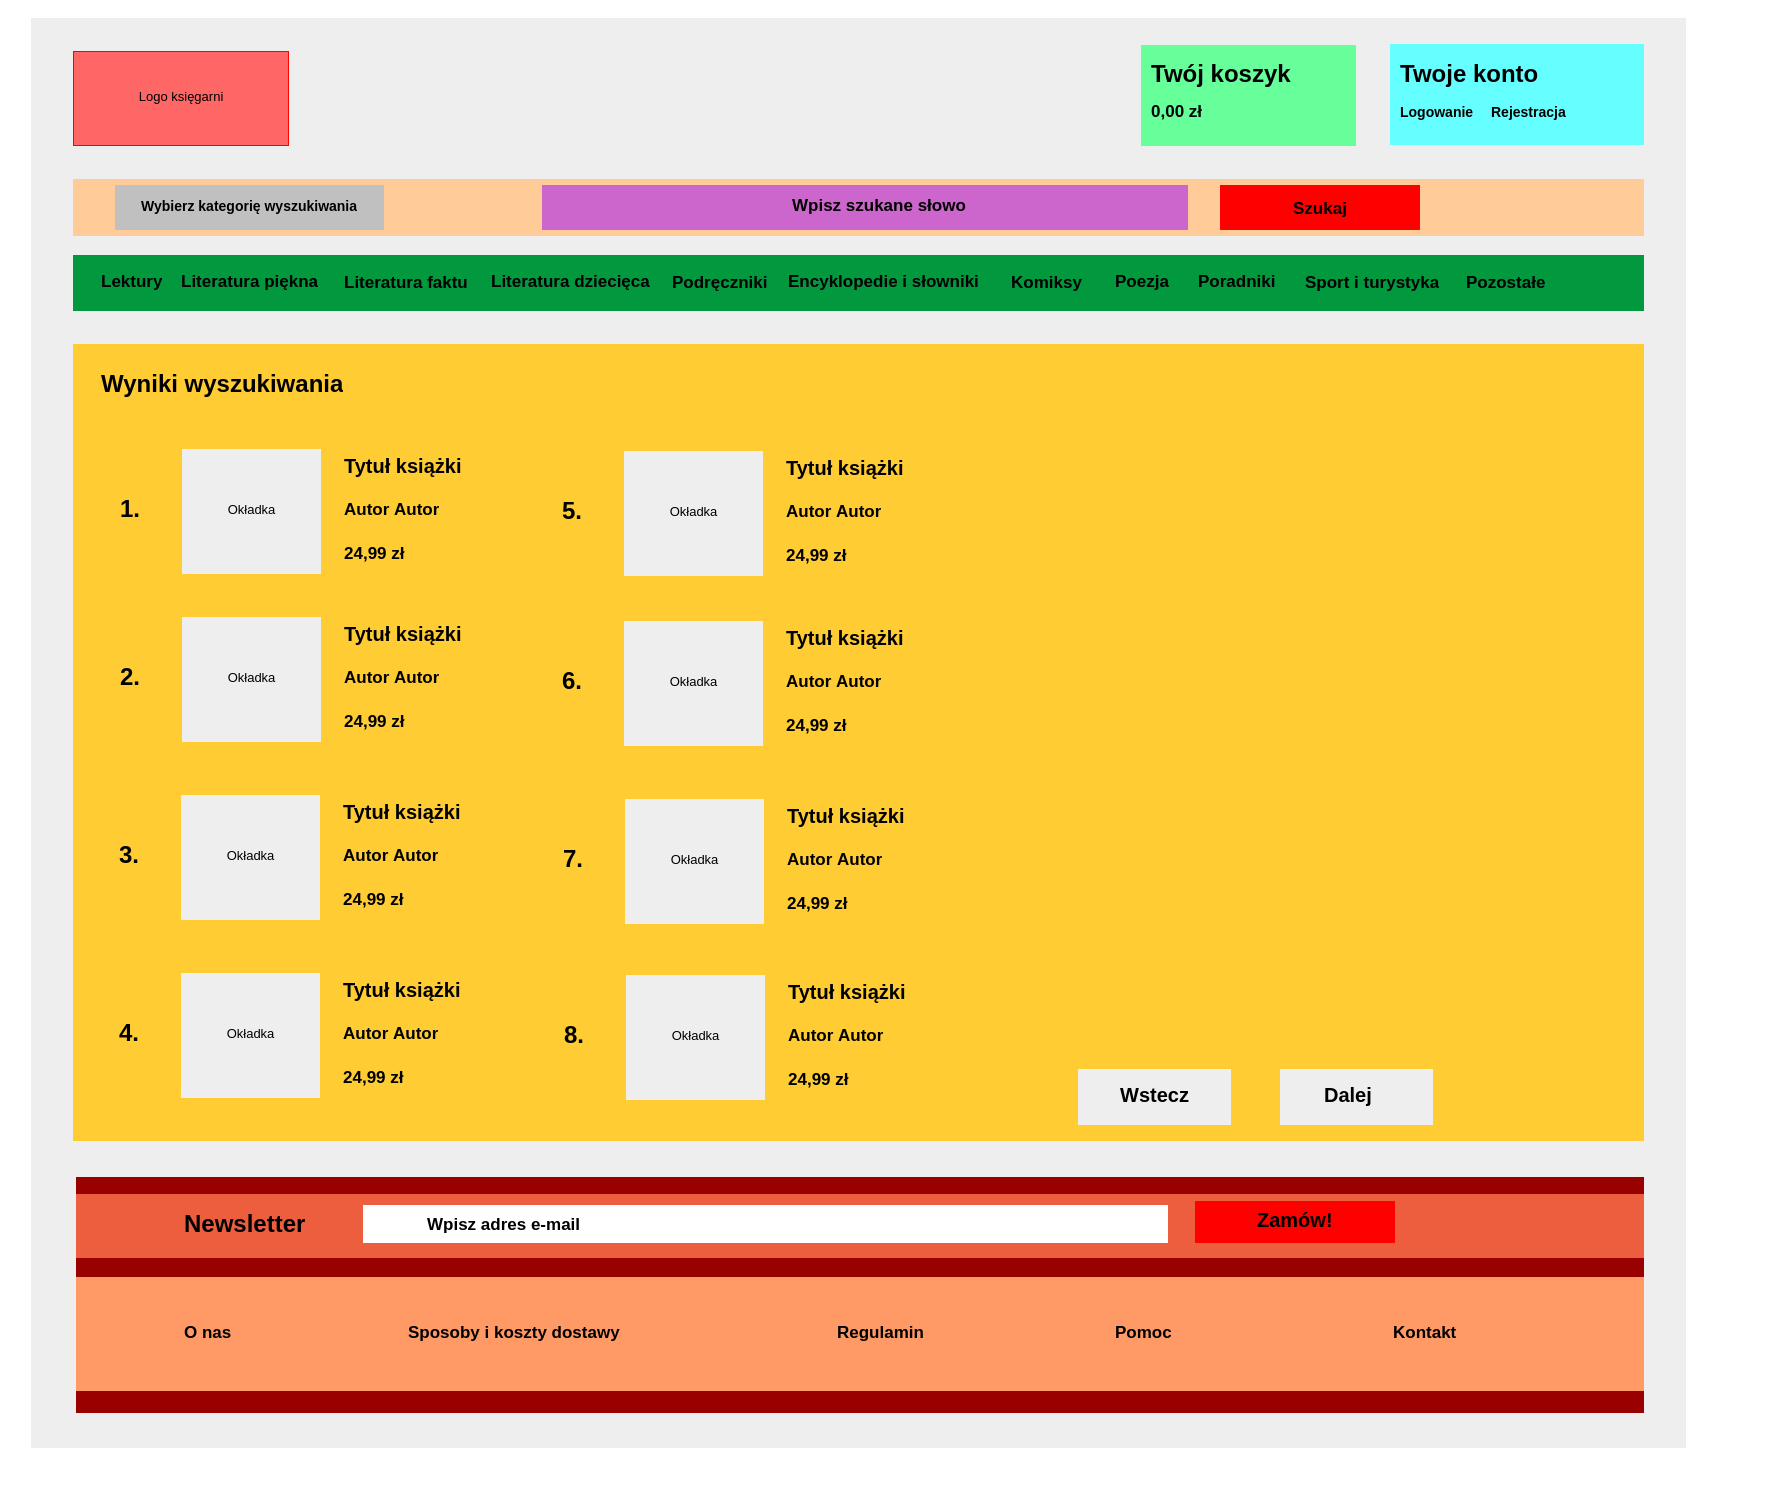 Logo księgarni
Twój koszyk
0,00 zł
Twoje konto
Logowanie Rejestracja
Wybierz kategorię wyszukiwania
Wpisz szukane słowo
Szukaj
Lektury Literatura piękna Literatura faktu Literatura dziecięca Podręczniki Encyklopedie i słowniki Komiksy Poezja Poradniki Sport i turystyka Pozostałe
Wyniki wyszukiwania
1.
Okładka
Tytuł książki
Autor Autor
24,99 zł
2.
Okładka
Tytuł książki
Autor Autor
24,99 zł
3.
Okładka
Tytuł książki
Autor Autor
24,99 zł
4.
Okładka
Tytuł książki
Autor Autor
24,99 zł
5.
Okładka
Tytuł książki
Autor Autor
24,99 zł
6.
Okładka
Tytuł książki
Autor Autor
24,99 zł
7.
Okładka
Tytuł książki
Autor Autor
24,99 zł
8.
Okładka
Tytuł książki
Autor Autor
24,99 zł
Wstecz
Dalej
Newsletter
Wpisz adres e-mail
Zamów!
O nas
Sposoby i koszty dostawy
Regulamin
Pomoc
Kontakt